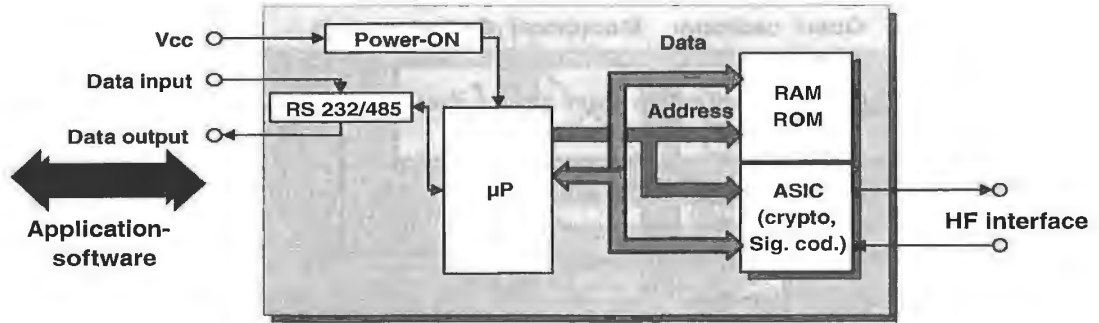 Vcc
Power-ON
Data
Data input
RS 232/485
Address
RAM
ROM
Data output
µP
ASIC
(crypto,
Sig. cod.)
HF interface
Application-
software